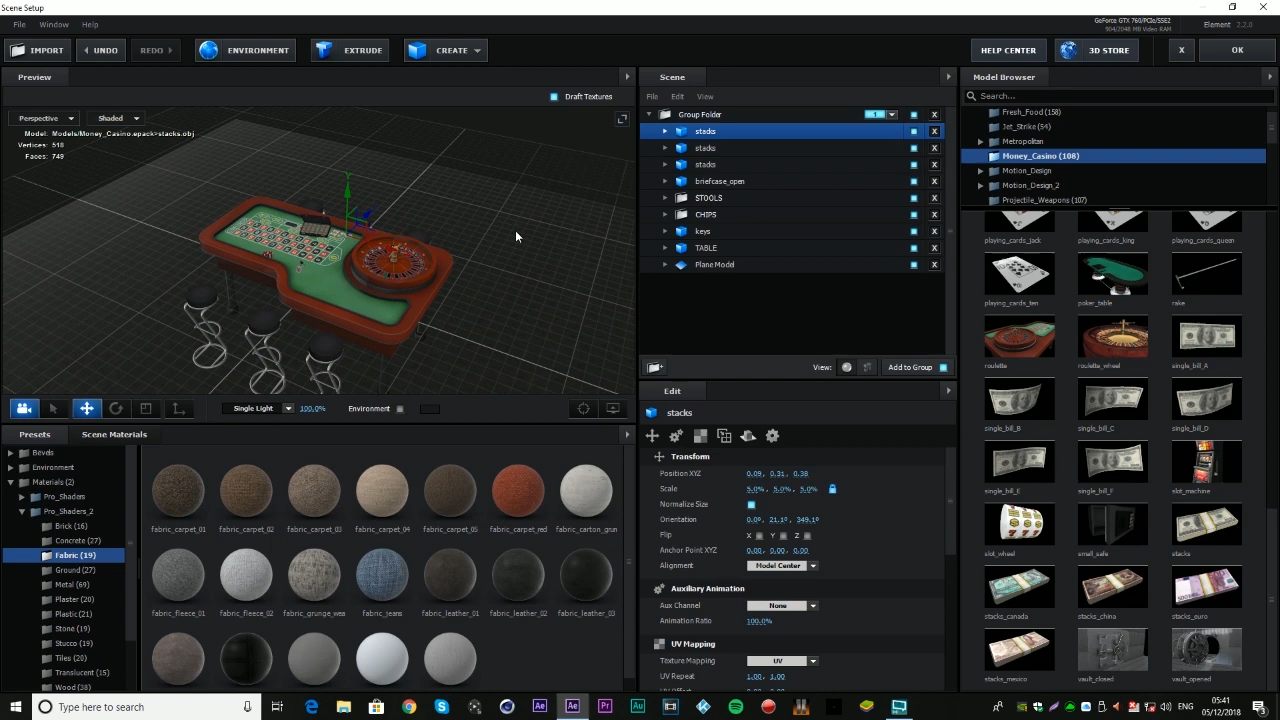 Scene Setup
File Window Help
GeForce GTX 760/PCIe/SSE2
904/2048 MB Video RAM
Element 2.2.0
IMPORT UNDO REDO ENVIRONMENT EXTRUDE CREATE HELP CENTER 3D STORE X OK
Preview
Draft Textures
Perspective Shaded
Model: Models/Money_Casino.epack>stacks.obj
Vertices: 518
Faces: 749
Single Light 100.0% Environment
Scene
File Edit View
Group Folder 1 X
stacks X
stacks X
stacks X
briefcase_open X
STOOLS X
CHIPS X
keys X
TABLE X
Plane Model X
View: Add to Group
Model Browser
Search...
Fresh_Food (158)
Jet_Strike (54)
Metropolitan
Money_Casino (108)
Motion_Design
Motion_Design_2
Projectile_Weapons (107)
playing_cards_jack playing_cards_king playing_cards_queen
playing_cards_ten poker_table rake
roulette roulette_wheel single_bill_A
single_bill_B single_bill_C single_bill_D
single_bill_E single_bill_F slot_machine
slot_wheel small_safe stacks
stacks_canada stacks_china stacks_euro
stacks_mexico vault_closed vault_opened
Presets Scene Materials
Bevels
Environment
Materials (2)
Pro_Shaders
Pro_Shaders_2
Brick (16)
Concrete (27)
Fabric (19)
Ground (27)
Metal (69)
Plaster (20)
Plastic (21)
Stone (19)
Stucco (19)
Tiles (20)
Translucent (15)
Wood (38)
fabric_carpet_01 fabric_carpet_02 fabric_carpet_03 fabric_carpet_04 fabric_carpet_05 fabric_carpet_red fabric_carton_grun
fabric_fleece_01 fabric_fleece_02 fabric_grunge_wea fabric_jeans fabric_leather_01 fabric_leather_02 fabric_leather_03
Edit
stacks
Transform
Position XYZ 0.09, 0.31, 0.38
Scale 5.0%, 5.0%, 5.0%
Normalize Size
Orientation 0.0º, 21.1º, 349.1º
Flip X Y Z
Anchor Point XYZ 0.00, 0.00, 0.00
Alignment Model Center
Auxiliary Animation
Aux Channel None
Animation Ratio 100.0%
UV Mapping
Texture Mapping UV
UV Repeat 1.00, 1.00
Type here to search
05:41
05/12/2018